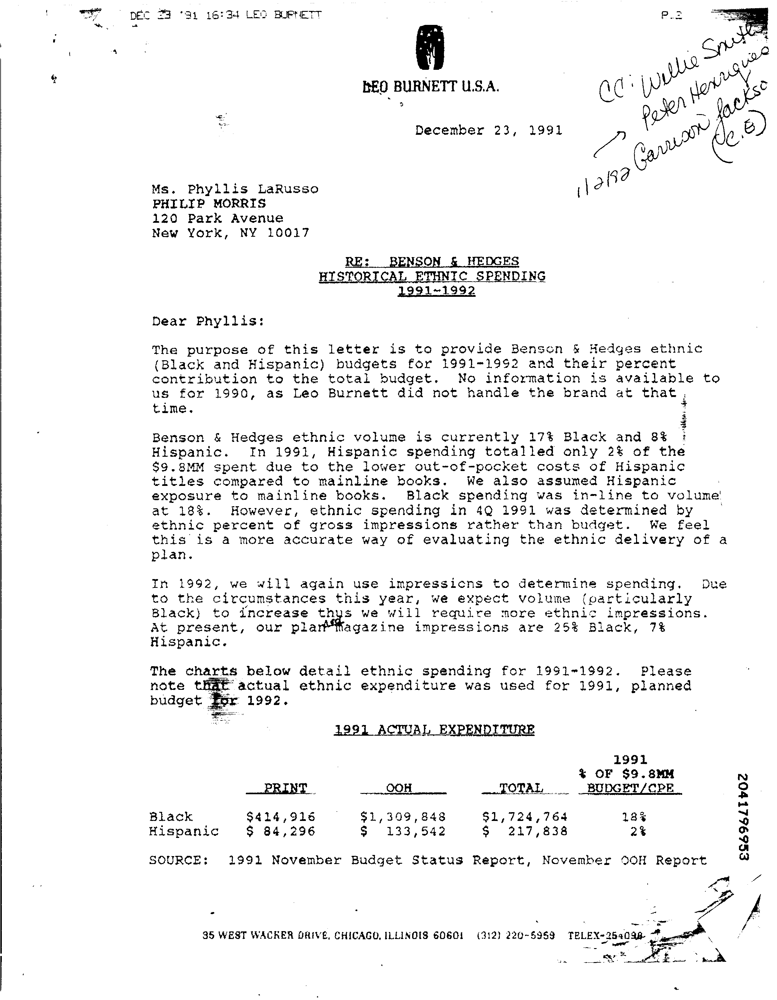 DEC 23 '91 16:34 LEO BURNETT P.2
CC: Willie Smith
Peter Henriques
→ Garrison Jackson
(C.E)
1/2/92
LEO BURNETT U.S.A.
December 23, 1991
Ms. Phyllis LaRusso
PHILIP MORRIS
120 Park Avenue
New York, NY 10017
RE: BENSON & HEDGES
HISTORICAL ETHNIC SPENDING
1991-1992
Dear Phyllis:
The purpose of this letter is to provide Benson & Hedges ethnic
(Black and Hispanic) budgets for 1991-1992 and their percent
contribution to the total budget. No information is available to
us for 1990, as Leo Burnett did not handle the brand at that
time.
Benson & Hedges ethnic volume is currently 17% Black and 8%
Hispanic. In 1991, Hispanic spending totalled only 2% of the
$9.8MM spent due to the lower out-of-pocket costs of Hispanic
titles compared to mainline books. We also assumed Hispanic
exposure to mainline books. Black spending was in-line to volume
at 18%. However, ethnic spending in 4Q 1991 was determined by
ethnic percent of gross impressions rather than budget. We feel
this is a more accurate way of evaluating the ethnic delivery of a
plan.
In 1992, we will again use impressions to determine spending. Due
to the circumstances this year, we expect volume (particularly
Black) to increase thus we will require more ethnic impressions.
At present, our plan magazine impressions are 25% Black, 7%
Hispanic.
The charts below detail ethnic spending for 1991-1992. Please
note that actual ethnic expenditure was used for 1991, planned
budget for 1992.
1991 ACTUAL EXPENDITURE
1991
% OF $9.8MM
PRINT OOH TOTAL BUDGET/CPE
Black $414,916 $1,309,848 $1,724,764 18%
Hispanic $ 84,296 $ 133,542 $ 217,838 2%
SOURCE: 1991 November Budget Status Report, November OOH Report
2041796953
35 WEST WACKER DRIVE, CHICAGO, ILLINOIS 60601 (312) 220-5959 TELEX-254098